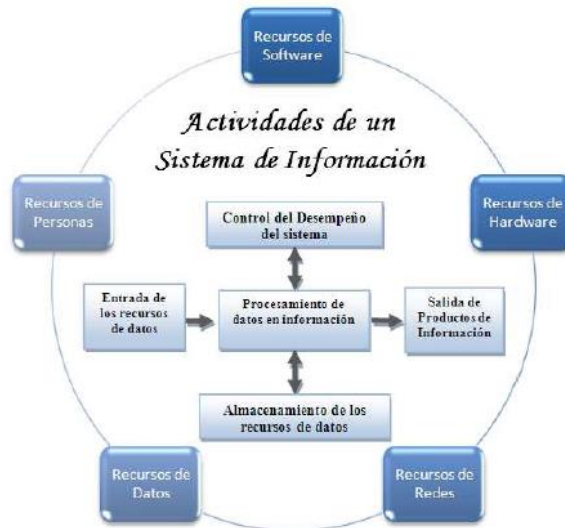 Recursos de
Software
Actividades de un
Sistema de Información
Recursos de
Personas
Recursos de
Hardware
Control del Desempeño
del sistema
Entrada de
los recursos
de datos
Procesamiento de
datos en información
Salida de
Productos de
Información
Almacenamiento de los
recursos de datos
Recursos de
Datos
Recursos de
Redes